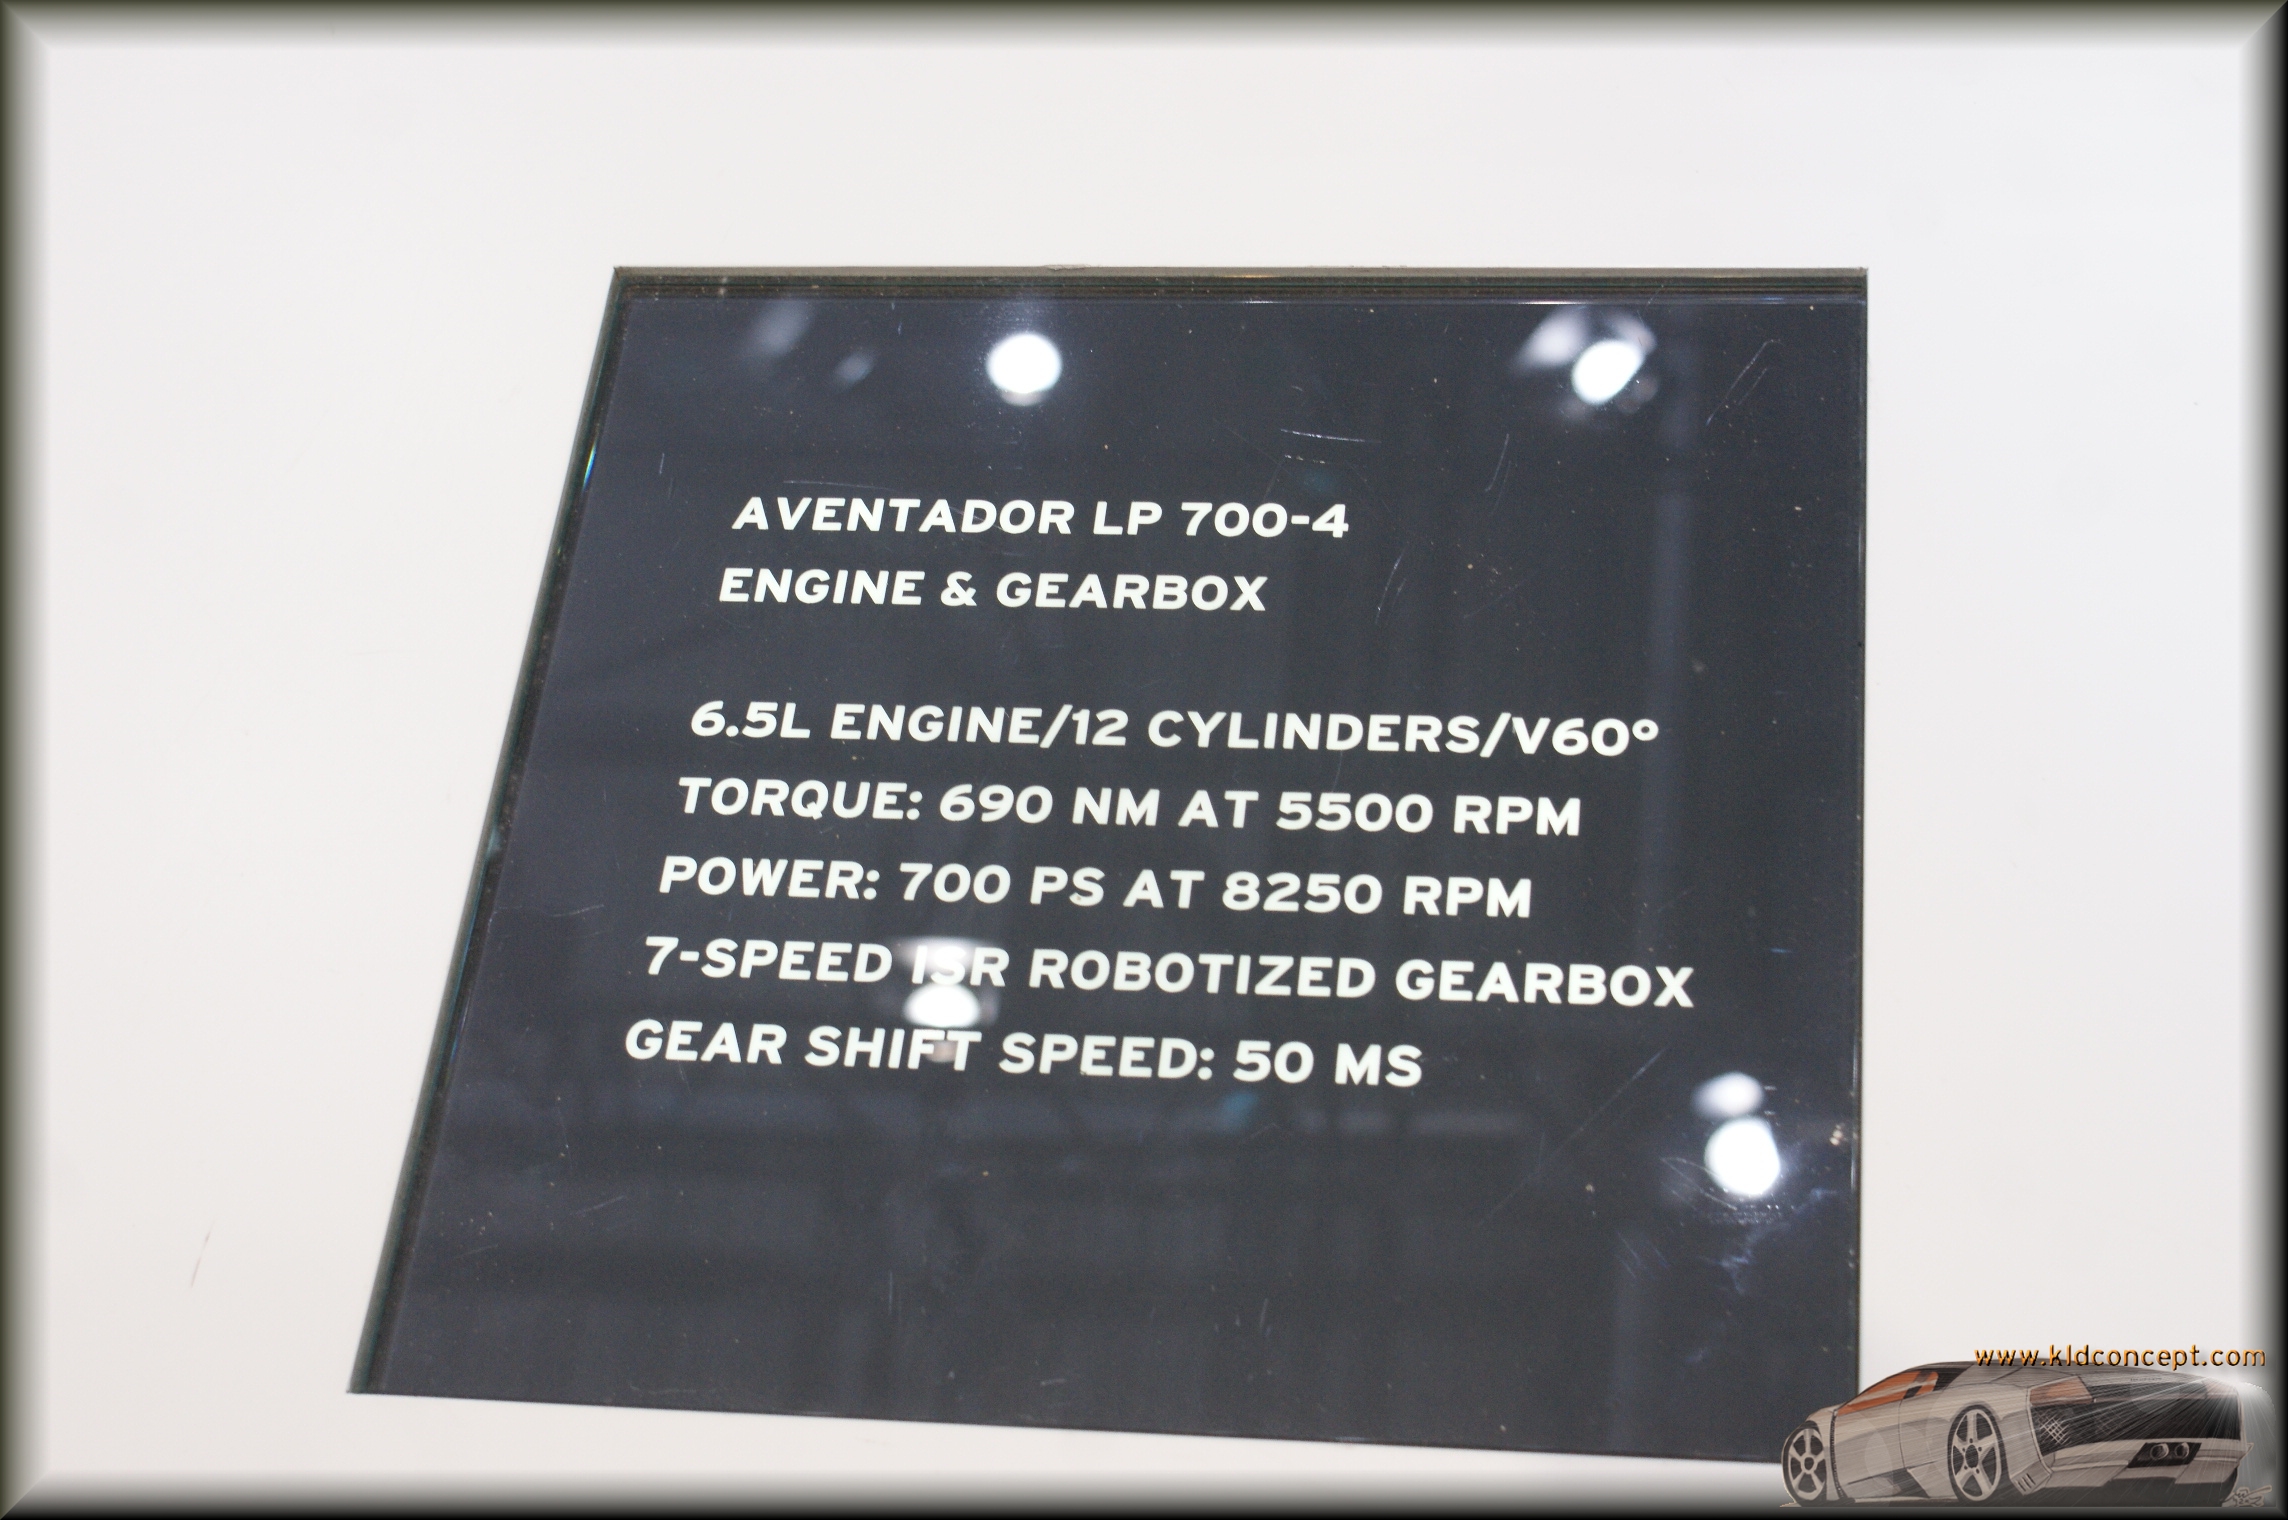 AVENTADOR LP 700-4
ENGINE & GEARBOX
6.5L ENGINE/12 CYLINDERS/V60°
TORQUE: 690 NM AT 5500 RPM
POWER: 700 PS AT 8250 RPM
7-SPEED ISR ROBOTIZED GEARBOX
GEAR SHIFT SPEED: 50 MS
www.kldconcept.com